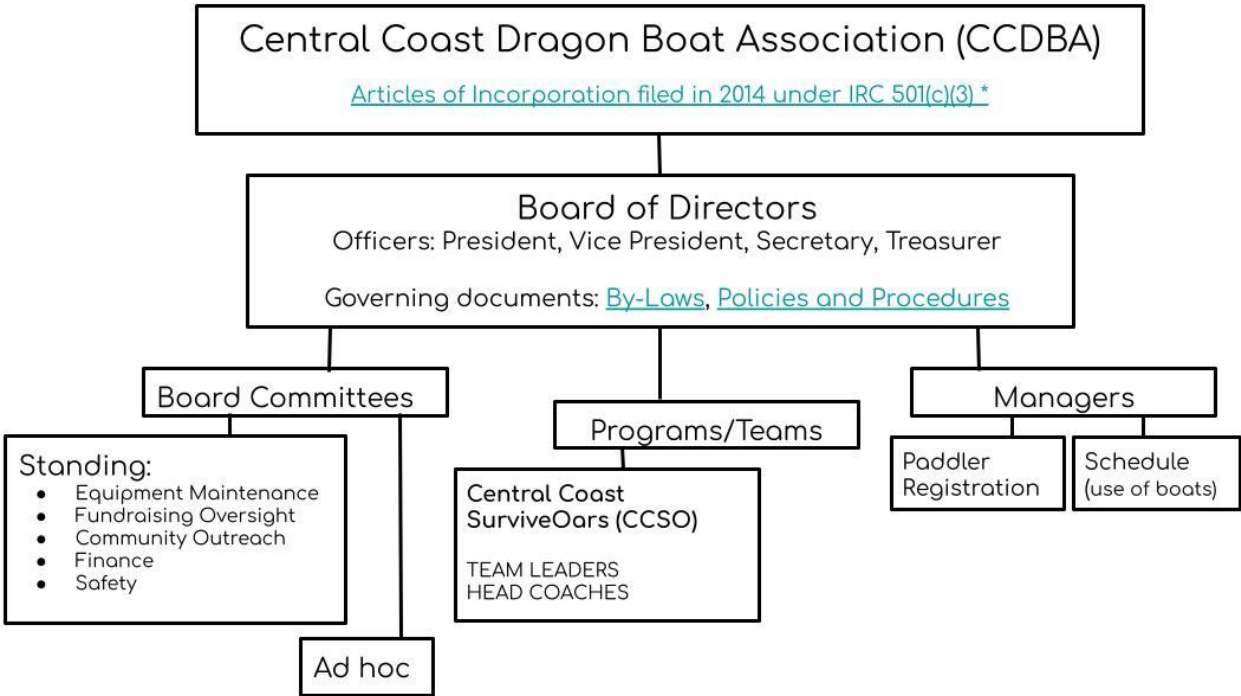 Central Coast Dragon Boat Association (CCDBA)
Articles of Incorporation filed in 2014 under IRC 501(c)(3) *
Board of Directors
Officers: President, Vice President, Secretary, Treasurer
Governing documents: By-Laws, Policies and Procedures
Board Committees
Standing:
● Equipment Maintenance
● Fundraising Oversight
● Community Outreach
● Finance
● Safety
Ad hoc
Programs/Teams
Central Coast
SurviveOars (CCSO)
TEAM LEADERS
HEAD COACHES
Managers
Paddler
Registration
Schedule
(use of boats)